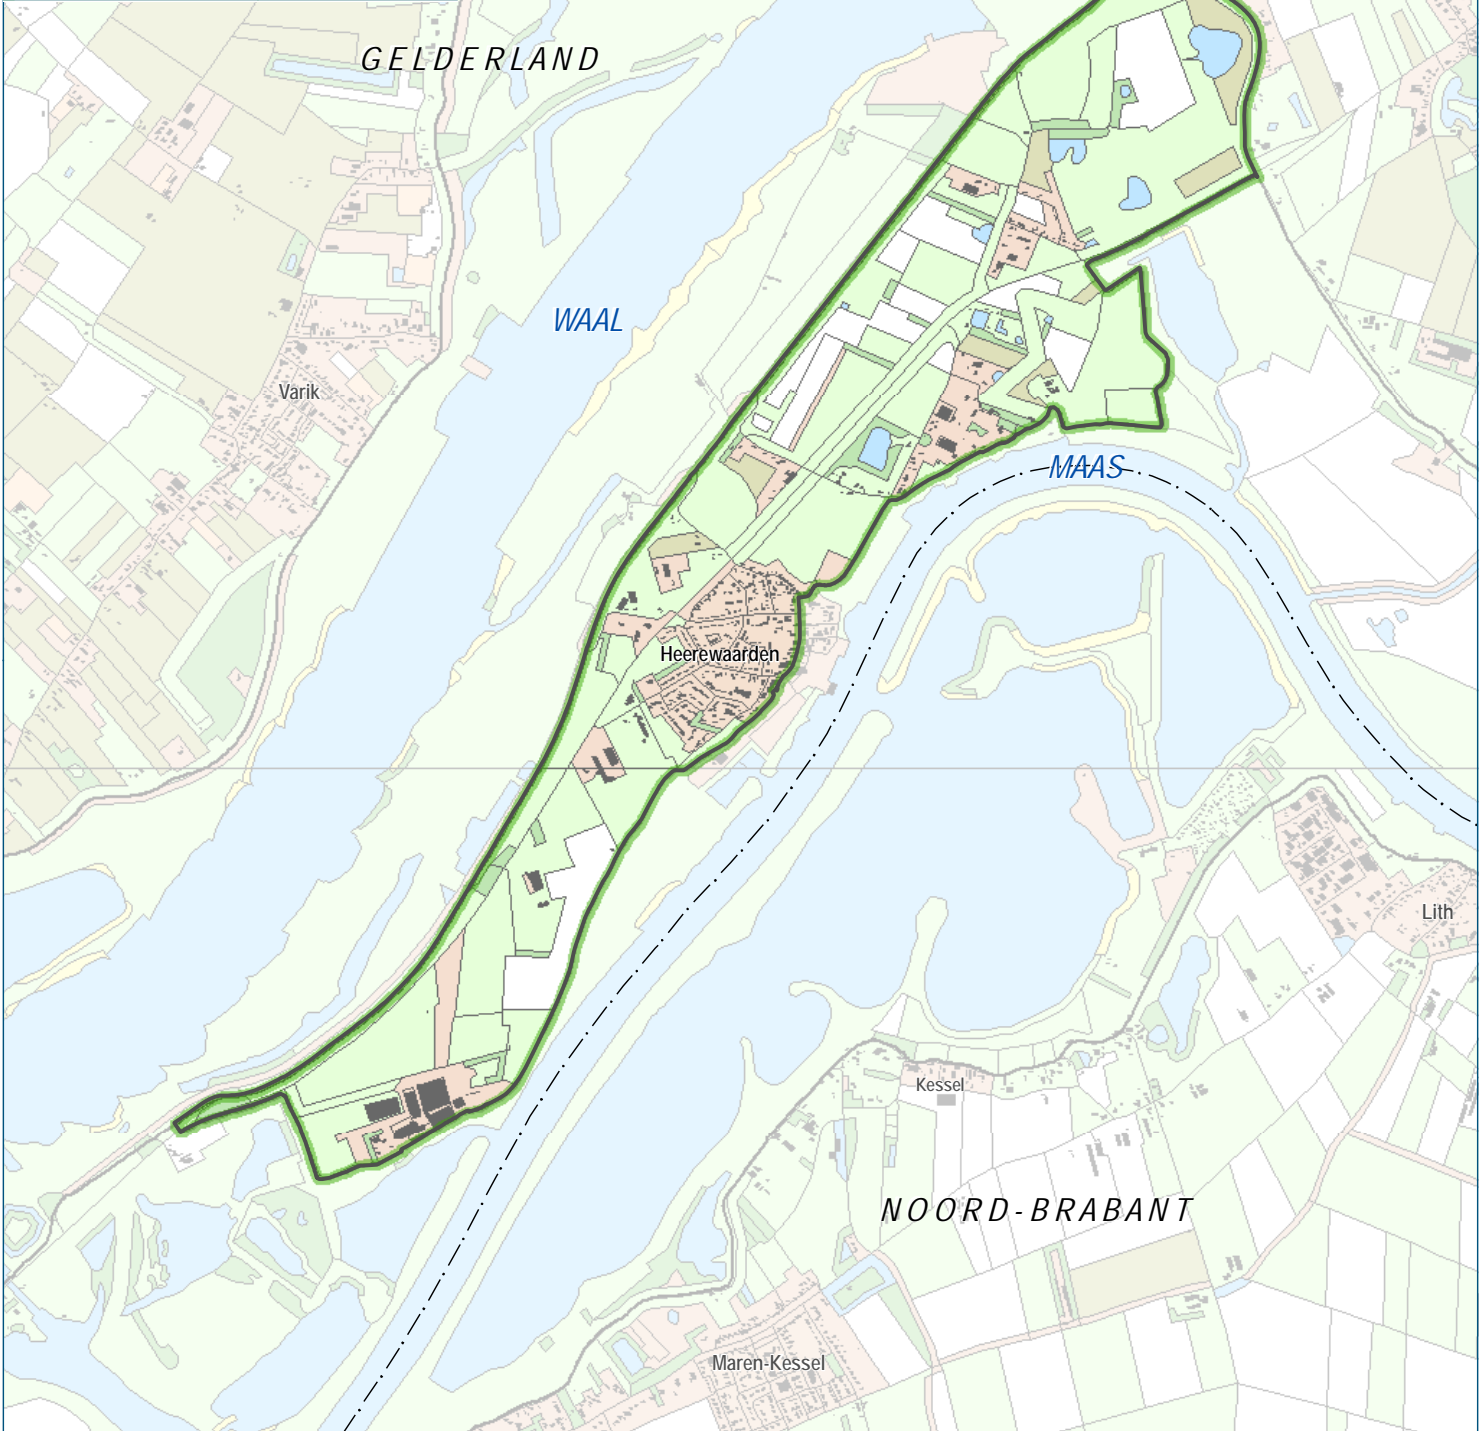 GELDERLAND
WAAL
Varik
MAAS
Heerewaarden
Lith
Kessel
NOORD-BRABANT
Maren-Kessel